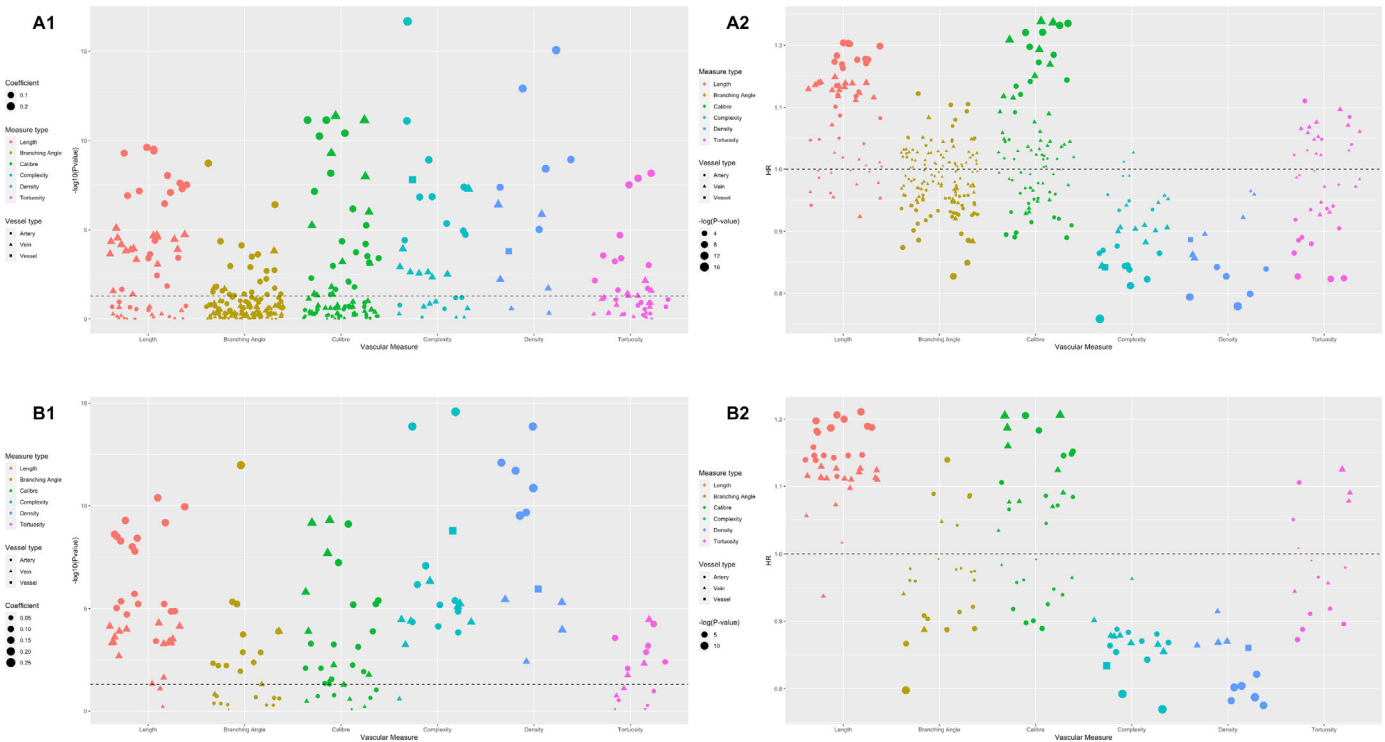 A1
Coefficient
0.1
0.2
Measure type
Length
Branching Angle
Calibre
Complexity
Density
Tortuosity
Vessel type
Artery
Vein
Vessel
-log10(Pvalue)
15
10
5
0
Length
Branching Angle
Calibre
Complexity
Density
Tortuosity
Vascular Measure
A2
Measure type
Length
Branching Angle
Calibre
Complexity
Density
Tortuosity
Vessel type
Artery
Vein
Vessel
-log(P-value)
4
8
12
16
HR
1.2
1.1
1.0
0.9
0.8
Length
Branching Angle
Calibre
Complexity
Density
Tortuosity
Vascular Measure
B1
Measure type
Length
Branching Angle
Calibre
Complexity
Density
Tortuosity
Vessel type
Artery
Vein
Vessel
Coefficient
0.05
0.10
0.15
0.20
0.25
-log10(Pvalue)
15
10
5
0
Length
Branching Angle
Calibre
Complexity
Density
Tortuosity
Vascular Measure
B2
Measure type
Length
Branching Angle
Calibre
Complexity
Density
Tortuosity
Vessel type
Artery
Vein
Vessel
-log(P-value)
5
10
HR
1.2
1.1
1.0
0.9
0.8
Length
Branching Angle
Calibre
Complexity
Density
Tortuosity
Vascular Measure